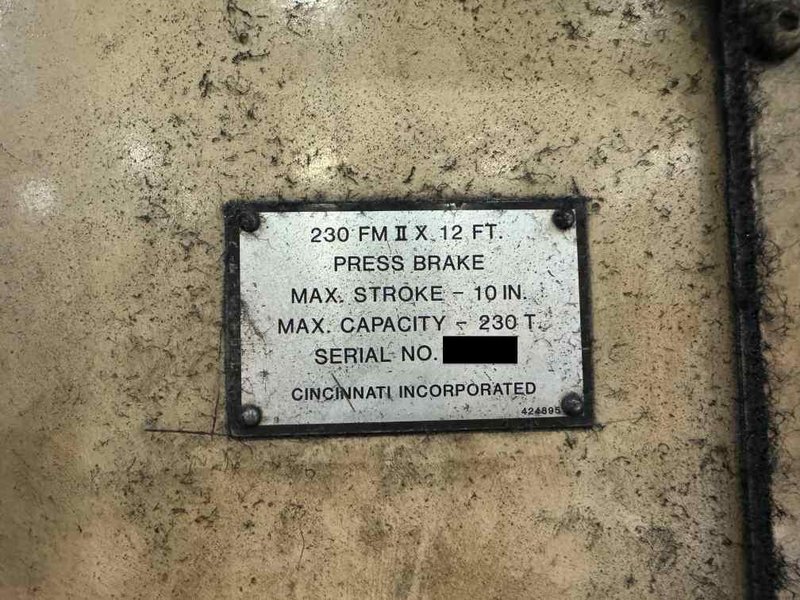 230 FM II X 12 FT.
PRESS BRAKE
MAX. STROKE - 10 IN.
MAX. CAPACITY - 230 T.
SERIAL NO.
CINCINNATI INCORPORATED
424895